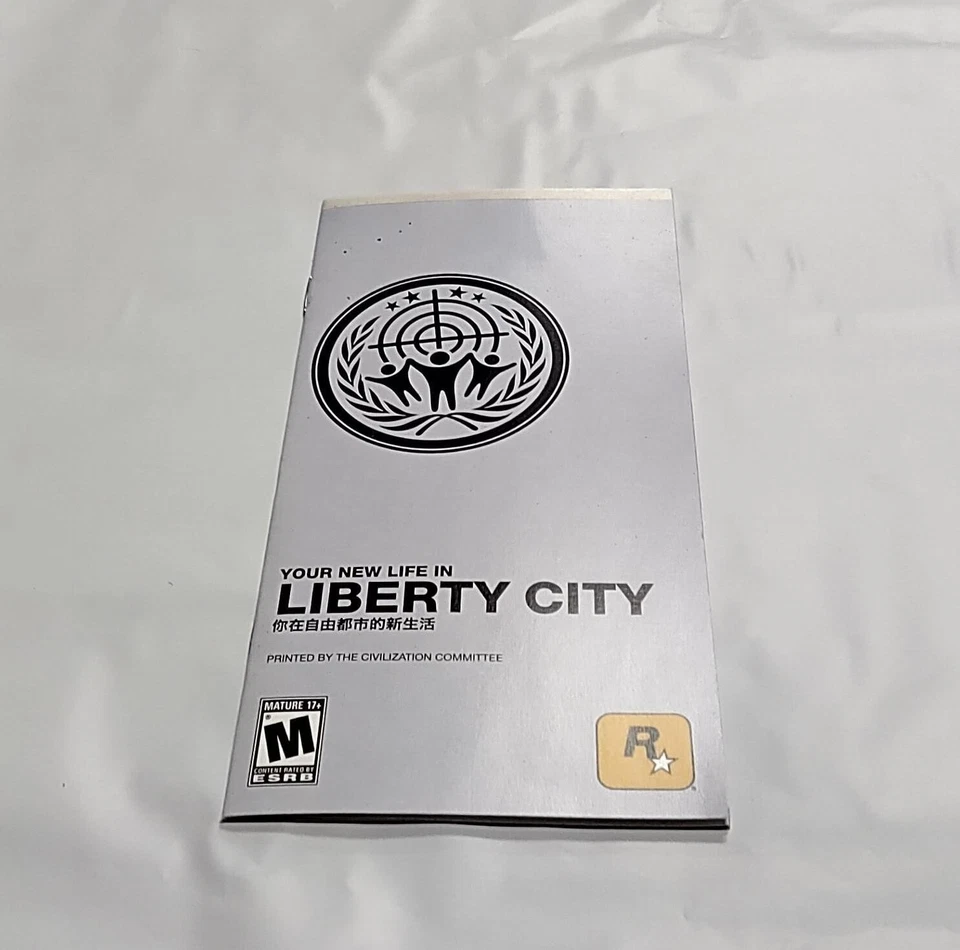 YOUR NEW LIFE IN
LIBERTY CITY
你在自由都市的新生活
PRINTED BY THE CIVILIZATION COMMITTEE
MATURE 17+
M
CONTENT RATED BY
ESRB
R